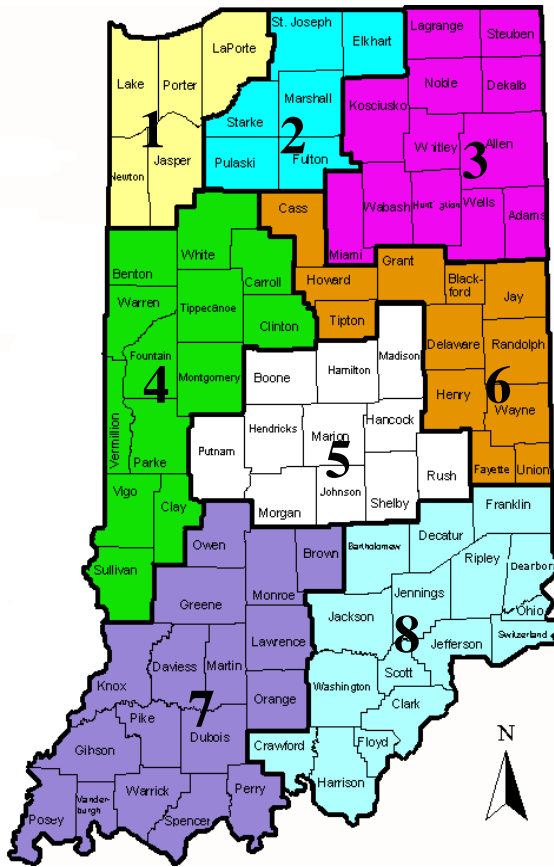 St. Joseph
Lagrange
Steuben
LaPorte
Elkhart
Lake
Porter
Noble
Dekalb
Marshall
Kosciusko
1
Starke
2
Whitley
Allen
3
Jasper
Pulaski
Fulton
Newton
Wabash
Wells
Adams
Cass
Miami
White
Benton
Carroll
Howard
Grant
Black-
ford
Jay
Warren
Tippecanoe
Tipton
Clinton
Delaware
Randolph
Fountain
Madison
4
Montgomery
Boone
Hamilton
Henry
6
Wayne
Vermillion
Hendricks
Marion
Hancock
Putnam
5
Parke
Rush
Fayette
Union
Vigo
Johnson
Shelby
Clay
Morgan
Franklin
Owen
Brown
Bartholomew
Decatur
Sullivan
Ripley
Dearborn
Monroe
Greene
Jennings
Ohio
Jackson
8
Lawrence
Jefferson
Switzerland
Daviess
Martin
Scott
Knox
Washington
Orange
Clark
Pike
7
Dubois
Gibson
Crawford
Floyd
N
Harrison
Warrick
Perry
Vander-
burgh
Posey
Spencer